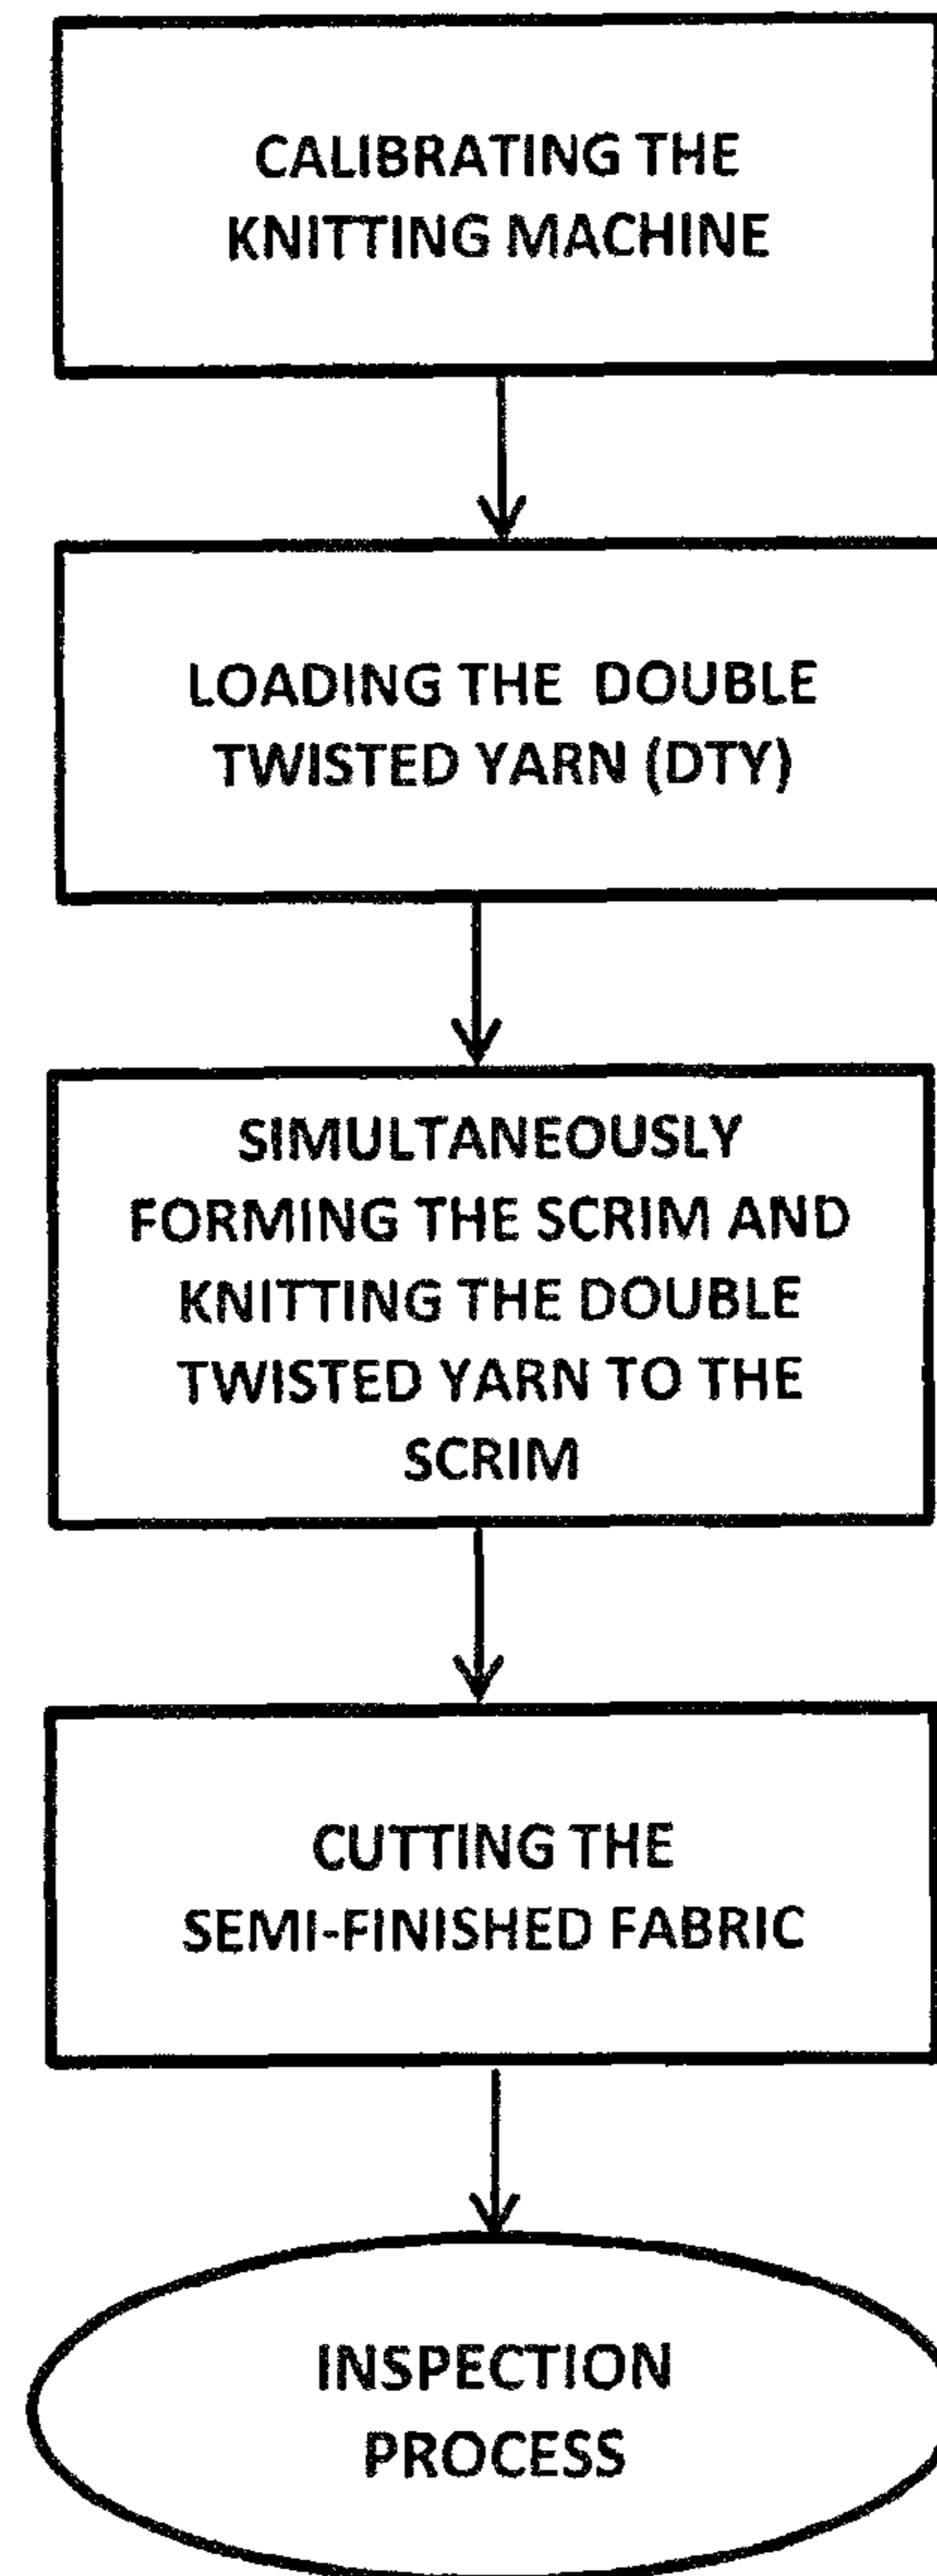 CALIBRATING THE
KNITTING MACHINE
LOADING THE DOUBLE
TWISTED YARN (DTY)
SIMULTANEOUSLY
FORMING THE SCRIM AND
KNITTING THE DOUBLE
TWISTED YARN TO THE
SCRIM
CUTTING THE
SEMI-FINISHED FABRIC
INSPECTION
PROCESS